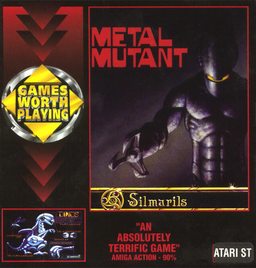 METAL
MUTANT
GAMES
WORTH
PLAYING
Silmarils
"AN
ABSOLUTELY
TERRIFIC GAME"
AMIGA ACTION - 90%
ATARI ST